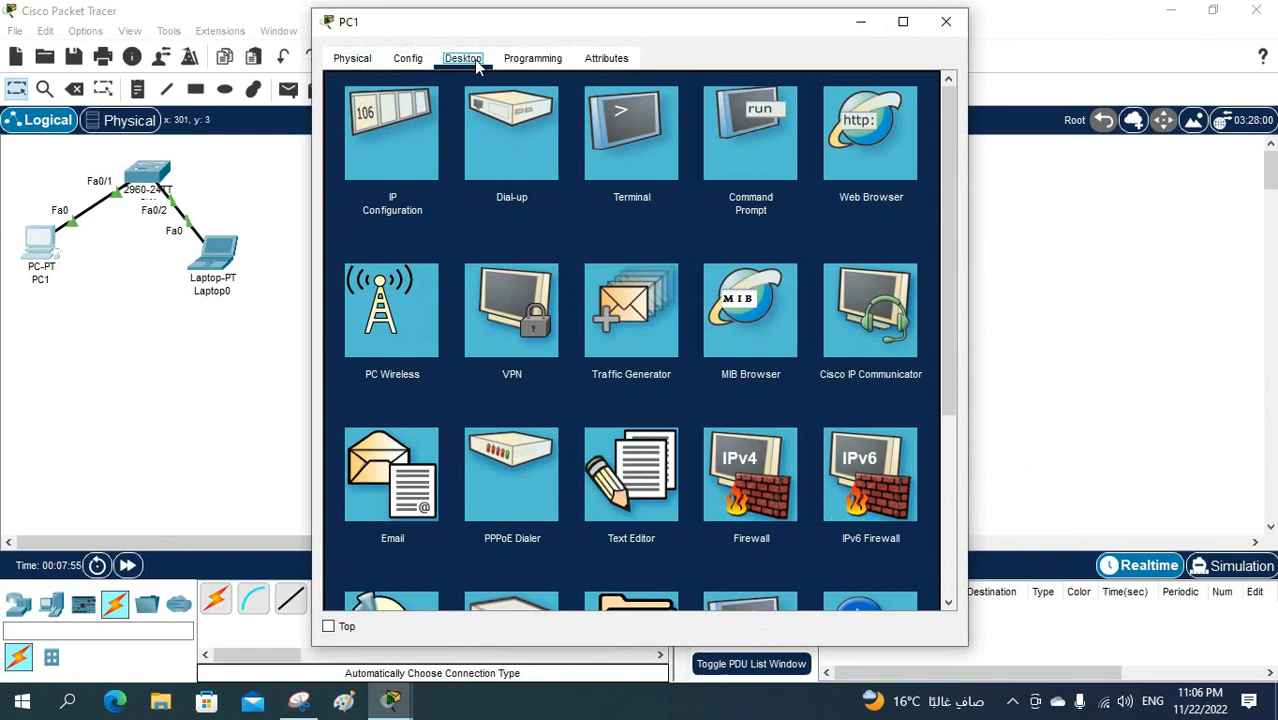 Cisco Packet Tracer
File Edit Options View Tools Extensions Window
PC1
Physical Config Desktop Programming Attributes
Logical Physical x: 301, y: 3
Root 03:28:00
106
>
run
http:
IP
Configuration
Dial-up
Terminal
Command
Prompt
Web Browser
Fa0/1
2960-24TT
Fa0/2
Fa0
Fa0
PC-PT
PC1
Laptop-PT
Laptop0
MIB
PC Wireless
VPN
Traffic Generator
MIB Browser
Cisco IP Communicator
@
IPv4
IPv6
Email
PPPoE Dialer
Text Editor
Firewall
IPv6 Firewall
Time: 00:07:55
Realtime Simulation
Destination Type Color Time(sec) Periodic Num Edit
Top
Toggle PDU List Window
Automatically Choose Connection Type
16°C صافٍ غالبًا
ENG
11:06 PM
11/22/2022